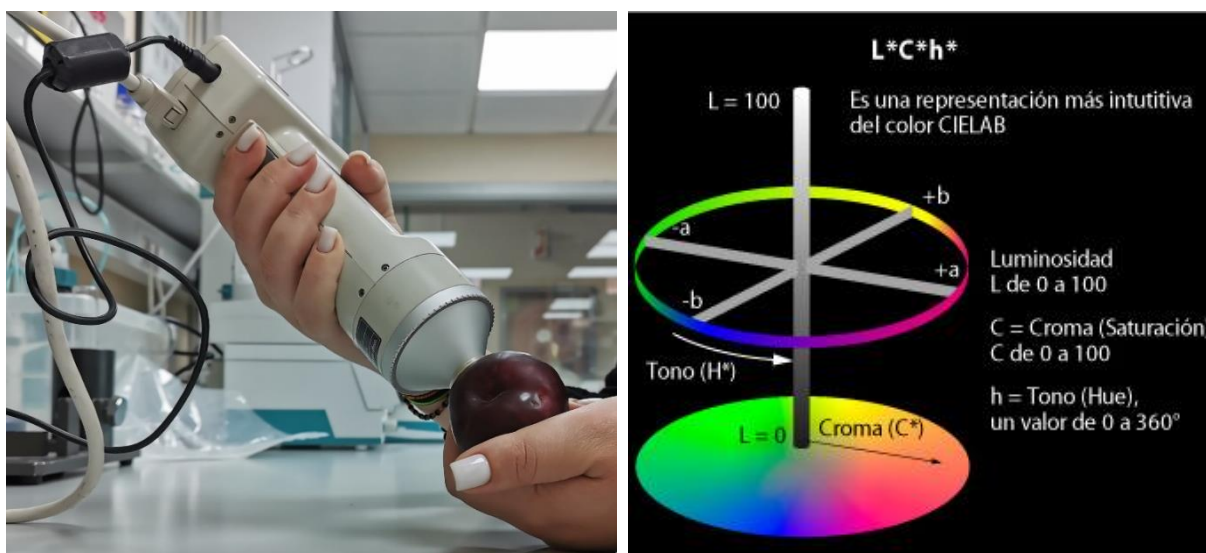 L*C*h*
L = 100
Es una representación más intutitiva
del color CIELAB
+b
-a
+a
-b
Luminosidad
L de 0 a 100
C = Croma (Saturación)
C de 0 a 100
Tono (H*)
h = Tono (Hue),
un valor de 0 a 360°
L = 0
Croma (C*)